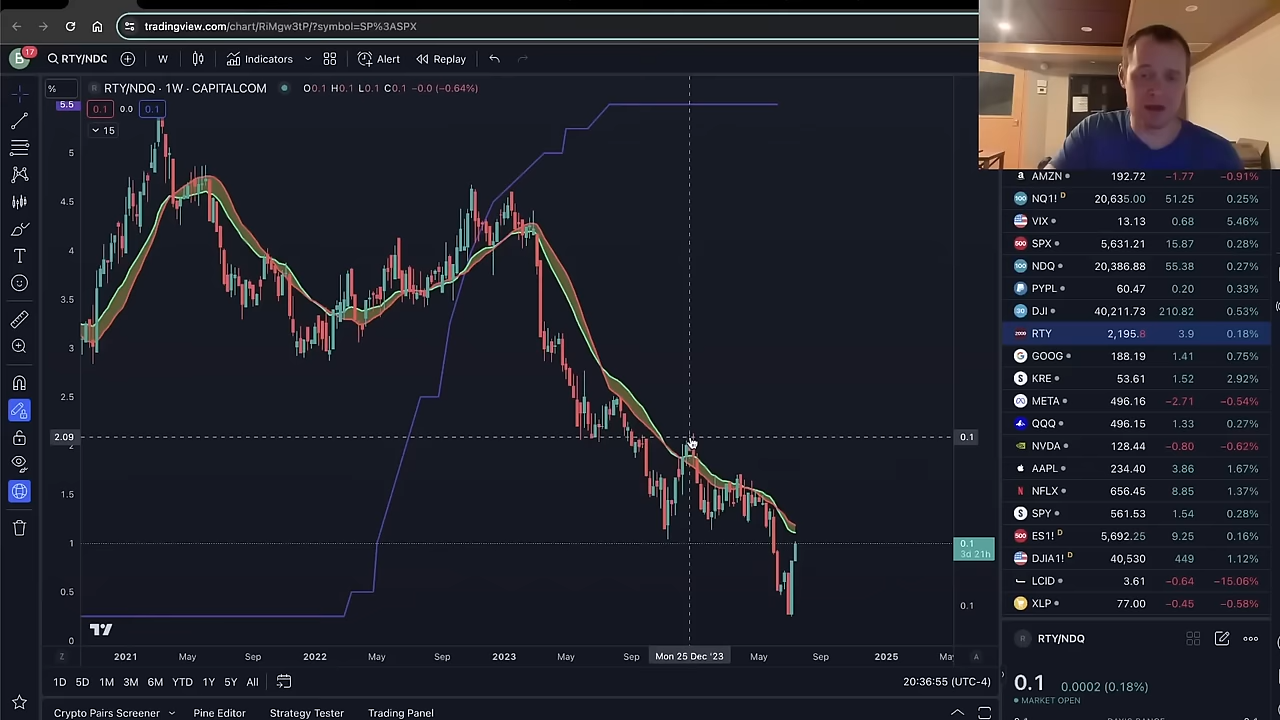 tradingview.com/chart/RiMgw3tP/?symbol=SP%3ASPX
B 17 RTY/NDQ W Indicators Alert Replay
% RTY/NDQ · 1W · CAPITALCOM O0.1 H0.1 L0.1 C0.1 −0.0 (−0.64%)
0.1 0.0 0.1
15
5.5
5
4.5
4
3.5
3
2.5
2.09
2
1.5
1
0.5
0
0.1
0.1
3d 21h
0.1
Z 2021 May Sep 2022 May Sep 2023 May Sep Mon 25 Dec '23 May Sep 2025 May A
1D 5D 1M 3M 6M YTD 1Y 5Y All 20:36:55 (UTC-4)
Crypto Pairs Screener Pine Editor Strategy Tester Trading Panel
AMZN 192.72 −1.77 −0.91%
NQ1! D 20,635.00 51.25 0.25%
VIX 13.13 0.68 5.46%
SPX 5,631.21 15.87 0.28%
NDQ 20,386.88 55.38 0.27%
PYPL 60.47 0.20 0.33%
DJI 40,211.73 210.82 0.53%
RTY 2,195.8 3.9 0.18%
GOOG 188.19 1.41 0.75%
KRE 53.61 1.52 2.92%
META 496.16 −2.71 −0.54%
QQQ 496.15 1.33 0.27%
NVDA 128.44 −0.80 −0.62%
AAPL 234.40 3.86 1.67%
NFLX 656.45 8.85 1.37%
SPY 561.53 1.54 0.28%
ES1! D 5,692.25 9.25 0.16%
DJIA1! D 40,530 449 1.12%
LCID 3.61 −0.64 −15.06%
XLP 77.00 −0.45 −0.58%
R RTY/NDQ
0.1 0.0002 (0.18%)
MARKET OPEN